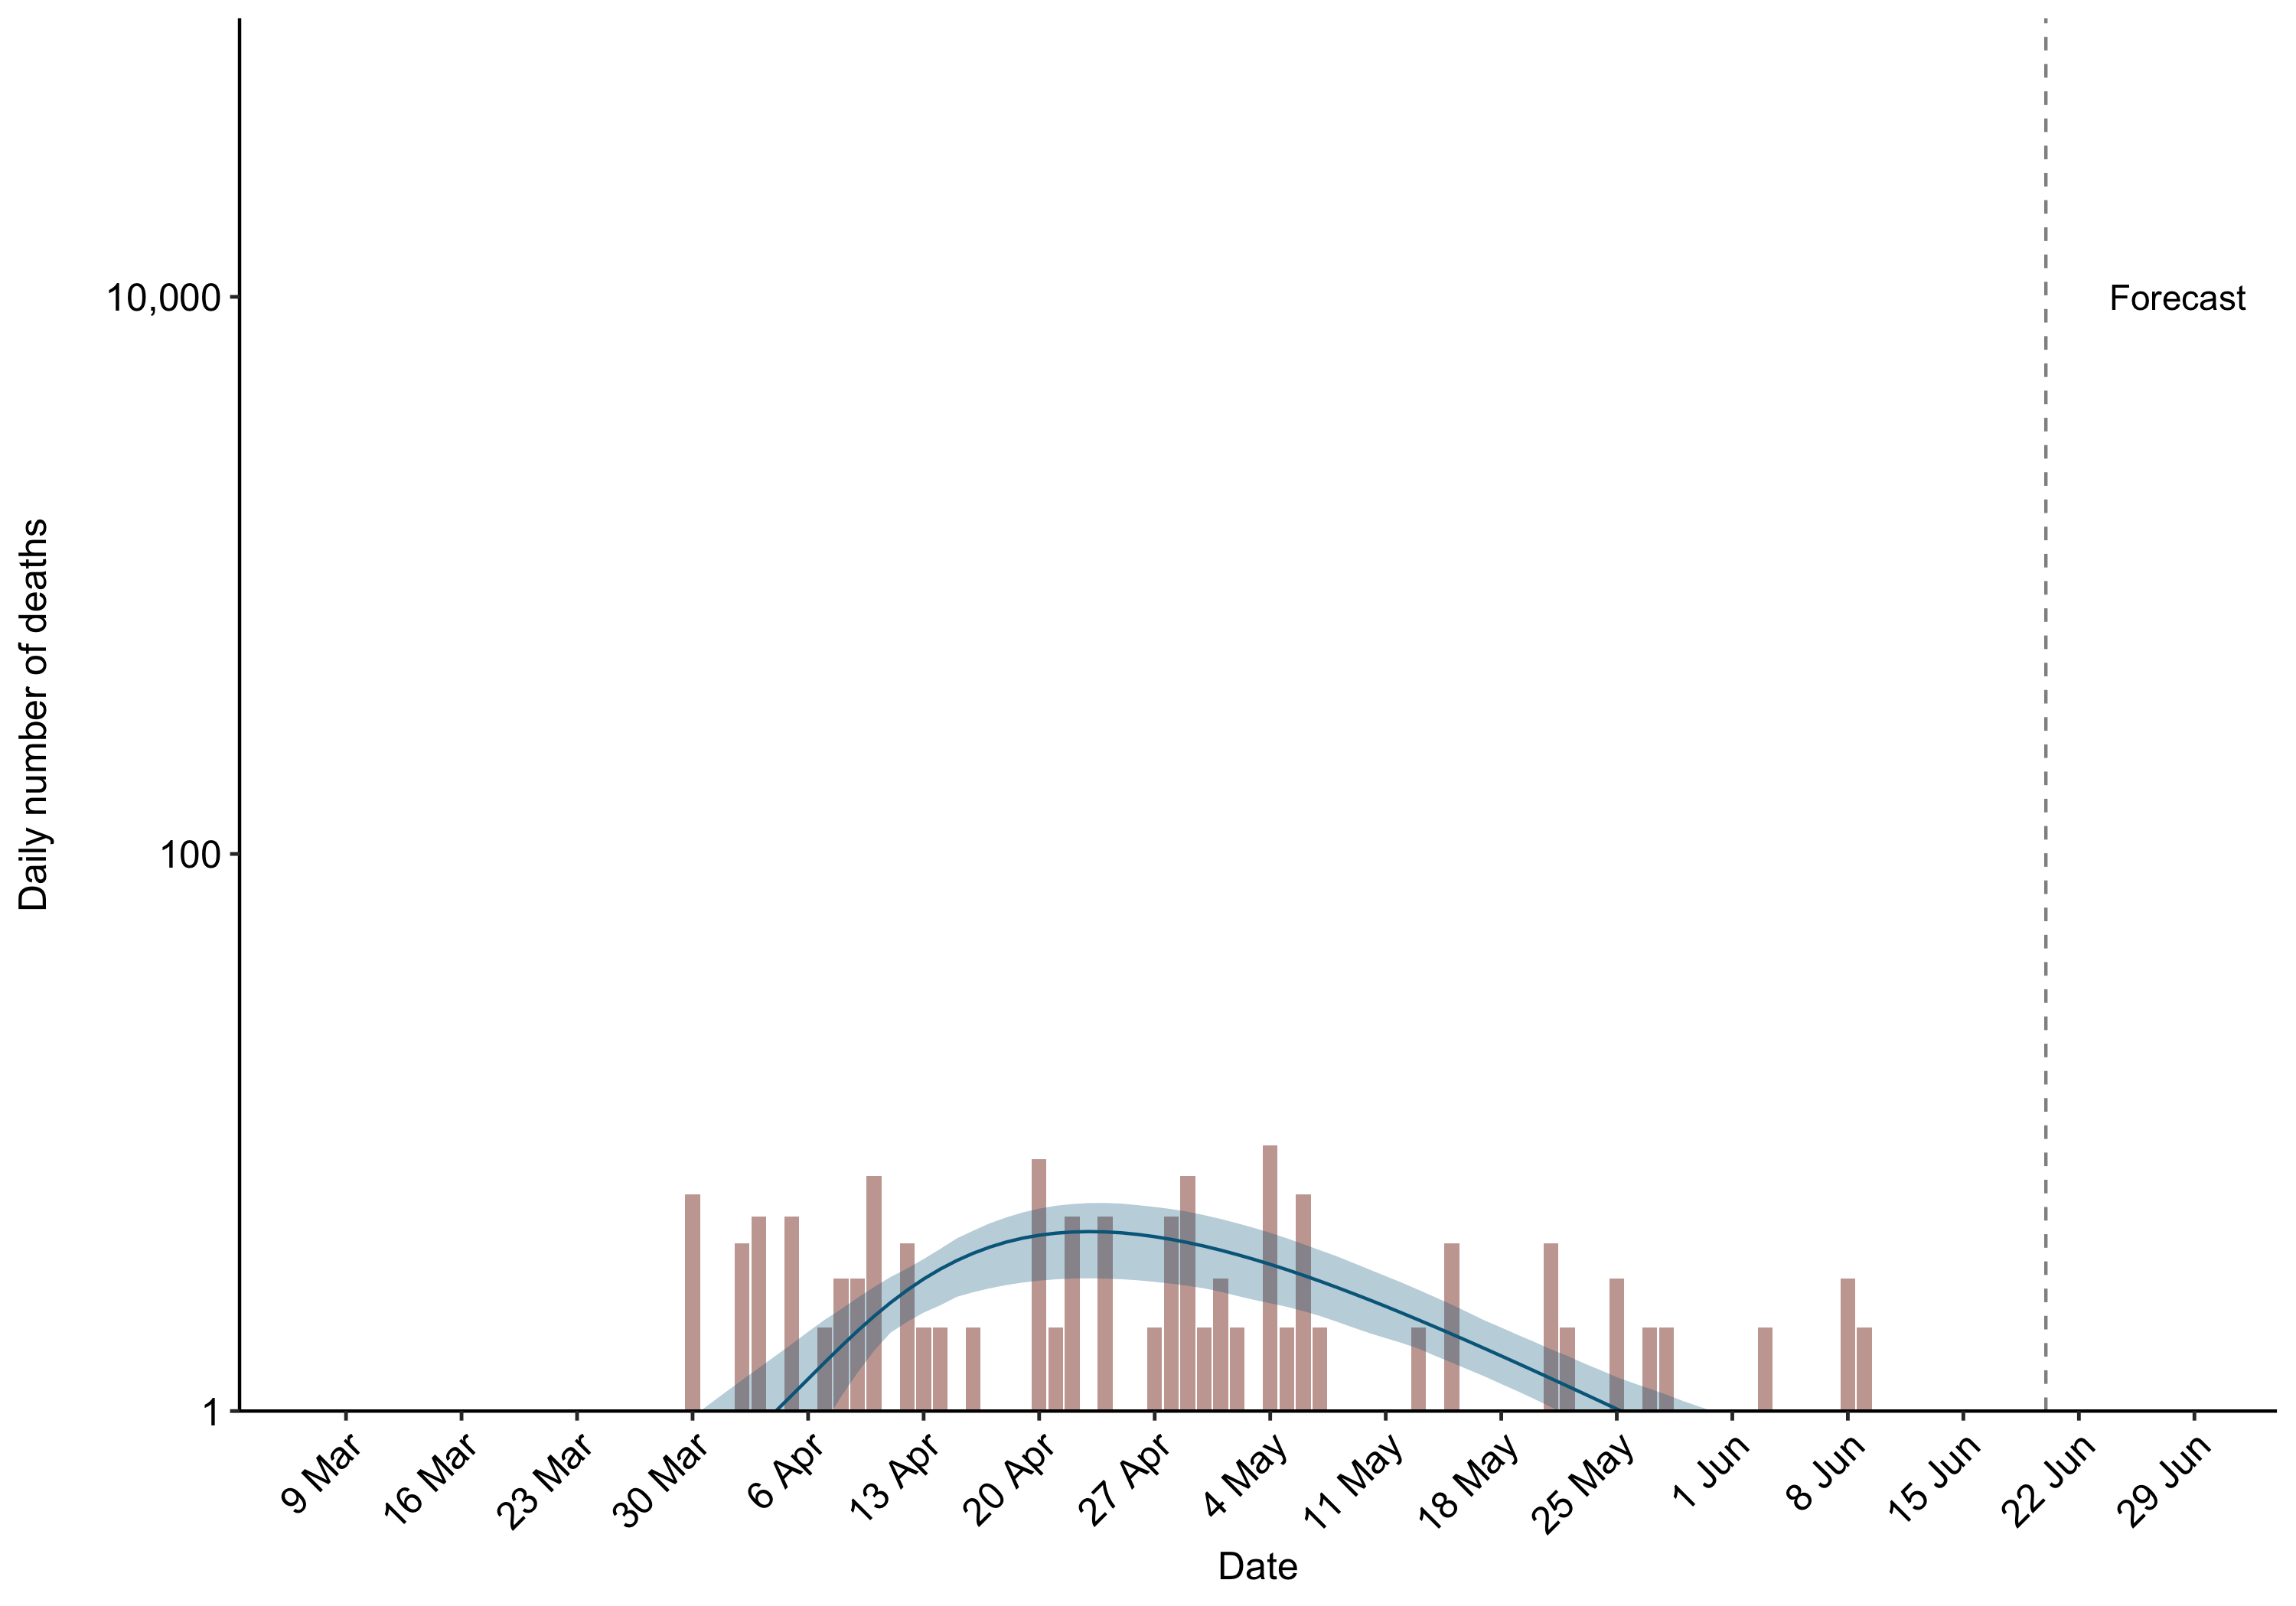 Daily number of deaths
10,000
100
1
Forecast
9 Mar
16 Mar
23 Mar
30 Mar
6 Apr
13 Apr
20 Apr
27 Apr
4 May
11 May
18 May
25 May
1 Jun
8 Jun
15 Jun
22 Jun
29 Jun
Date